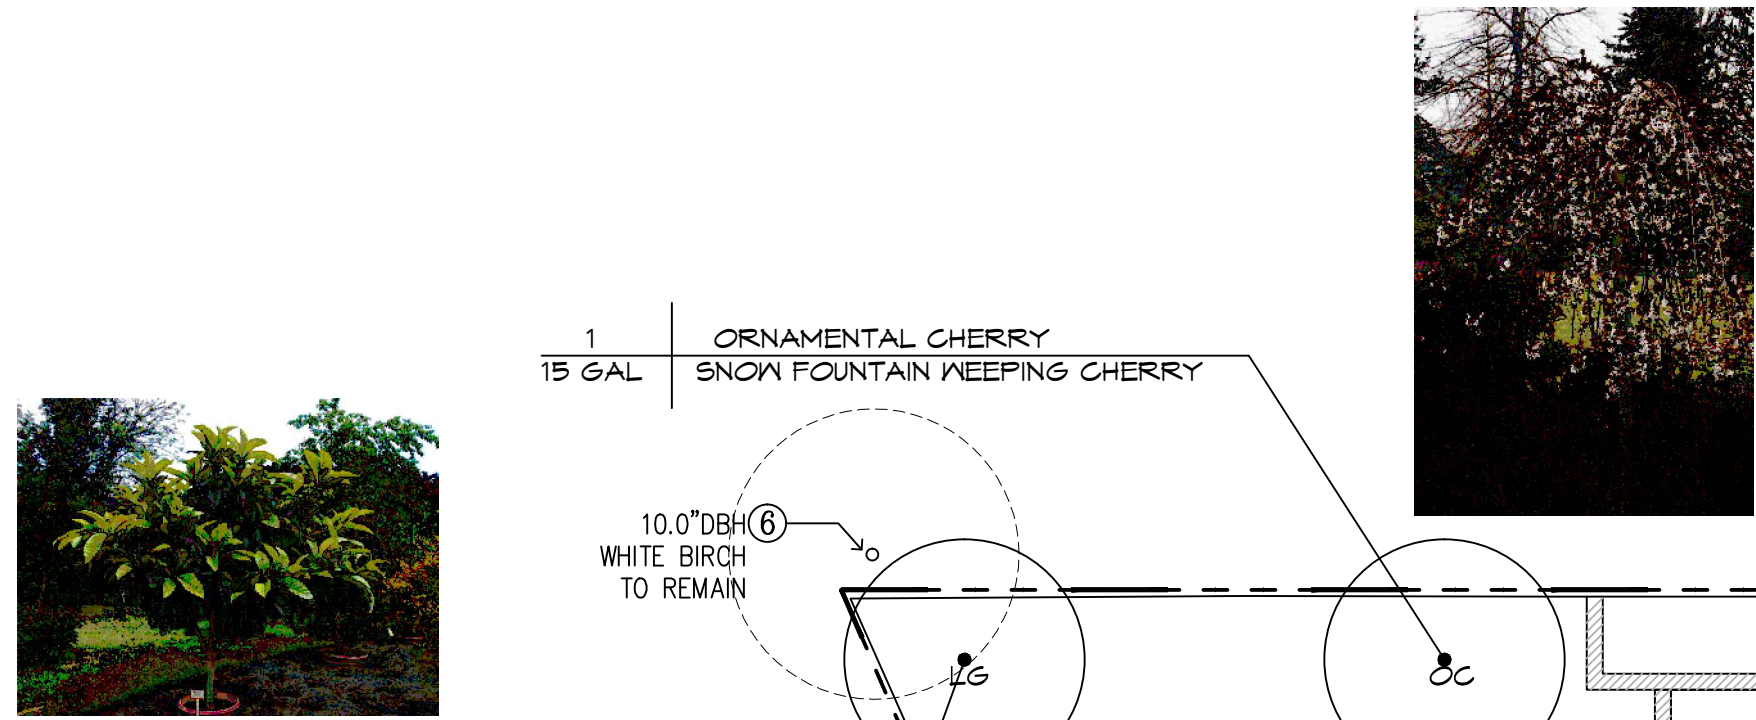 1 ORNAMENTAL CHERRY
15 GAL SNOW FOUNTAIN WEEPING CHERRY
10.0"DBH 6
WHITE BIRCH
TO REMAIN
LG
OC